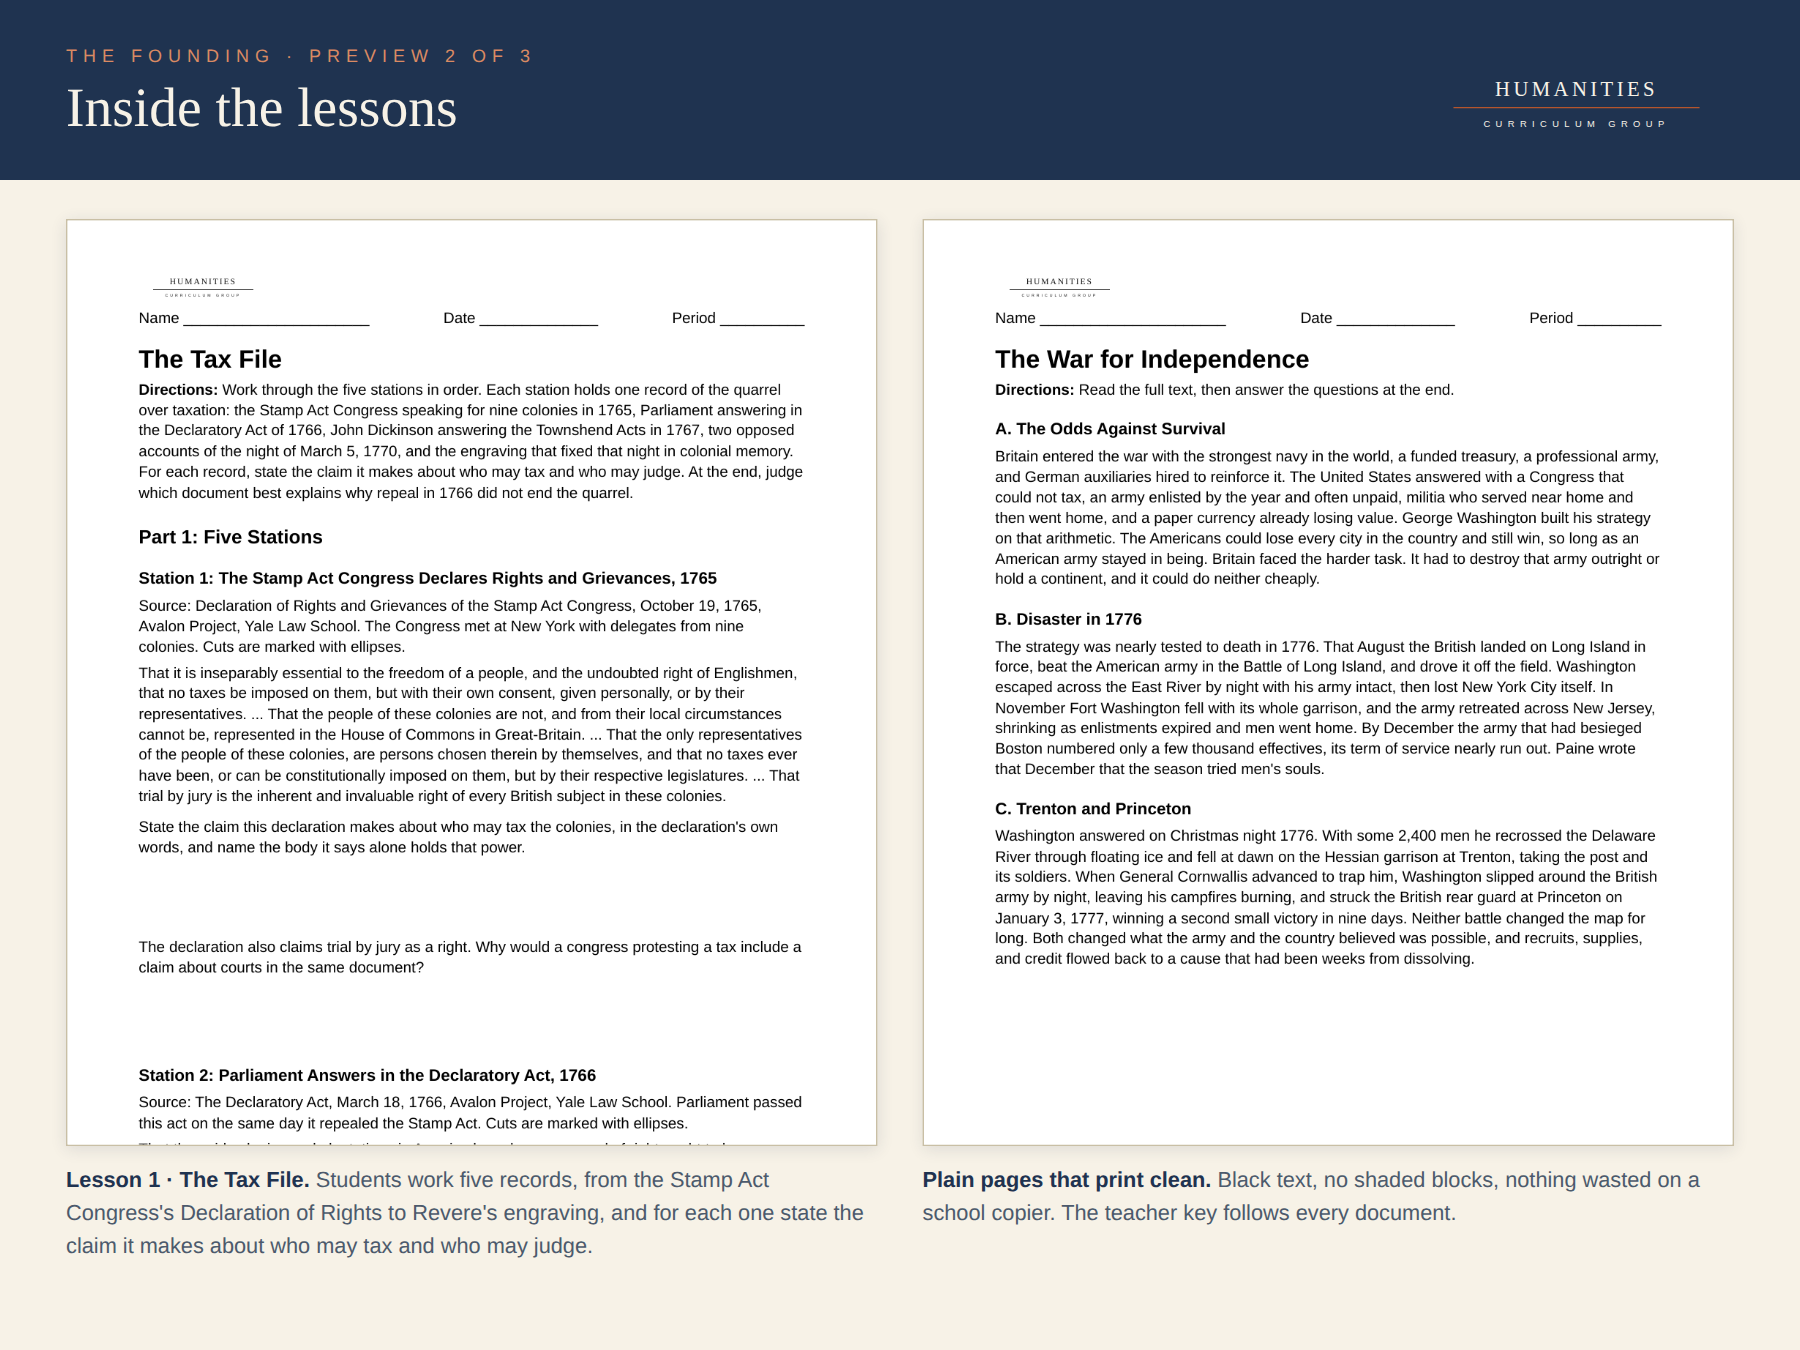 THE FOUNDING · PREVIEW 2 OF 3
Inside the lessons
HUMANITIES
CURRICULUM GROUP
HUMANITIES
CURRICULUM GROUP
Name ______________________ Date ______________ Period __________
The Tax File
Directions: Work through the five stations in order. Each station holds one record of the quarrel
over taxation: the Stamp Act Congress speaking for nine colonies in 1765, Parliament answering in
the Declaratory Act of 1766, John Dickinson answering the Townshend Acts in 1767, two opposed
accounts of the night of March 5, 1770, and the engraving that fixed that night in colonial memory.
For each record, state the claim it makes about who may tax and who may judge. At the end, judge
which document best explains why repeal in 1766 did not end the quarrel.
Part 1: Five Stations
Station 1: The Stamp Act Congress Declares Rights and Grievances, 1765
Source: Declaration of Rights and Grievances of the Stamp Act Congress, October 19, 1765,
Avalon Project, Yale Law School. The Congress met at New York with delegates from nine
colonies. Cuts are marked with ellipses.
That it is inseparably essential to the freedom of a people, and the undoubted right of Englishmen,
that no taxes be imposed on them, but with their own consent, given personally, or by their
representatives. ... That the people of these colonies are not, and from their local circumstances
cannot be, represented in the House of Commons in Great-Britain. ... That the only representatives
of the people of these colonies, are persons chosen therein by themselves, and that no taxes ever
have been, or can be constitutionally imposed on them, but by their respective legislatures. ... That
trial by jury is the inherent and invaluable right of every British subject in these colonies.
State the claim this declaration makes about who may tax the colonies, in the declaration's own
words, and name the body it says alone holds that power.
The declaration also claims trial by jury as a right. Why would a congress protesting a tax include a
claim about courts in the same document?
Station 2: Parliament Answers in the Declaratory Act, 1766
Source: The Declaratory Act, March 18, 1766, Avalon Project, Yale Law School. Parliament passed
this act on the same day it repealed the Stamp Act. Cuts are marked with ellipses.
Lesson 1 · The Tax File. Students work five records, from the Stamp Act
Congress's Declaration of Rights to Revere's engraving, and for each one state the
claim it makes about who may tax and who may judge.
HUMANITIES
CURRICULUM GROUP
Name ______________________ Date ______________ Period __________
The War for Independence
Directions: Read the full text, then answer the questions at the end.
A. The Odds Against Survival
Britain entered the war with the strongest navy in the world, a funded treasury, a professional army,
and German auxiliaries hired to reinforce it. The United States answered with a Congress that
could not tax, an army enlisted by the year and often unpaid, militia who served near home and
then went home, and a paper currency already losing value. George Washington built his strategy
on that arithmetic. The Americans could lose every city in the country and still win, so long as an
American army stayed in being. Britain faced the harder task. It had to destroy that army outright or
hold a continent, and it could do neither cheaply.
B. Disaster in 1776
The strategy was nearly tested to death in 1776. That August the British landed on Long Island in
force, beat the American army in the Battle of Long Island, and drove it off the field. Washington
escaped across the East River by night with his army intact, then lost New York City itself. In
November Fort Washington fell with its whole garrison, and the army retreated across New Jersey,
shrinking as enlistments expired and men went home. By December the army that had besieged
Boston numbered only a few thousand effectives, its term of service nearly run out. Paine wrote
that December that the season tried men's souls.
C. Trenton and Princeton
Washington answered on Christmas night 1776. With some 2,400 men he recrossed the Delaware
River through floating ice and fell at dawn on the Hessian garrison at Trenton, taking the post and
its soldiers. When General Cornwallis advanced to trap him, Washington slipped around the British
army by night, leaving his campfires burning, and struck the British rear guard at Princeton on
January 3, 1777, winning a second small victory in nine days. Neither battle changed the map for
long. Both changed what the army and the country believed was possible, and recruits, supplies,
and credit flowed back to a cause that had been weeks from dissolving.
Plain pages that print clean. Black text, no shaded blocks, nothing wasted on a
school copier. The teacher key follows every document.